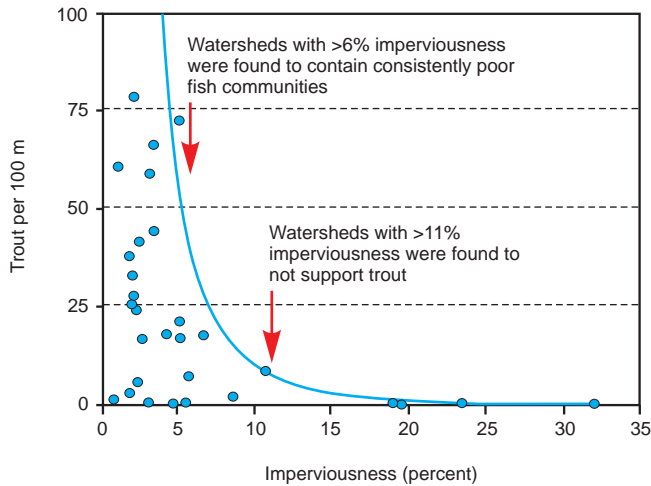 100
Watersheds with >6% imperviousness
were found to contain consistently poor
fish communities
75
Trout per 100 m
50
Watersheds with >11%
imperviousness were found to
not support trout
25
0
0 5 10 15 20 25 30 35
Imperviousness (percent)